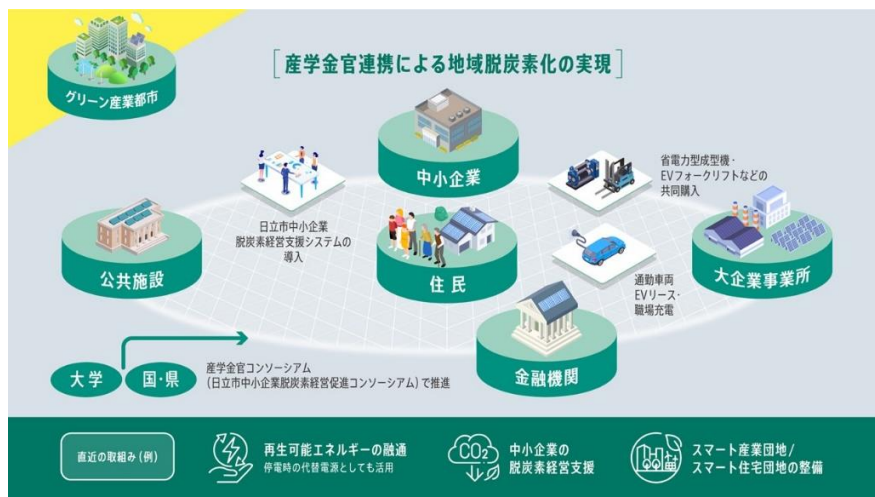 産学金官連携による地域脱炭素化の実現
グリーン産業都市
中小企業
省電力型成型機・
EVフォークリフトなどの
共同購入
日立市中小企業
脱炭素経営支援システムの
導入
公共施設
住民
大企業事業所
通勤車両
EVリース・
職場充電
金融機関
大学
国・県
産学金官コンソーシアム
(日立市中小企業脱炭素経営促進コンソーシアム)で推進
直近の取組み(例)
再生可能エネルギーの融通
停電時の代替電源としても活用
CO2
中小企業の
脱炭素経営支援
スマート産業団地/
スマート住宅団地の整備